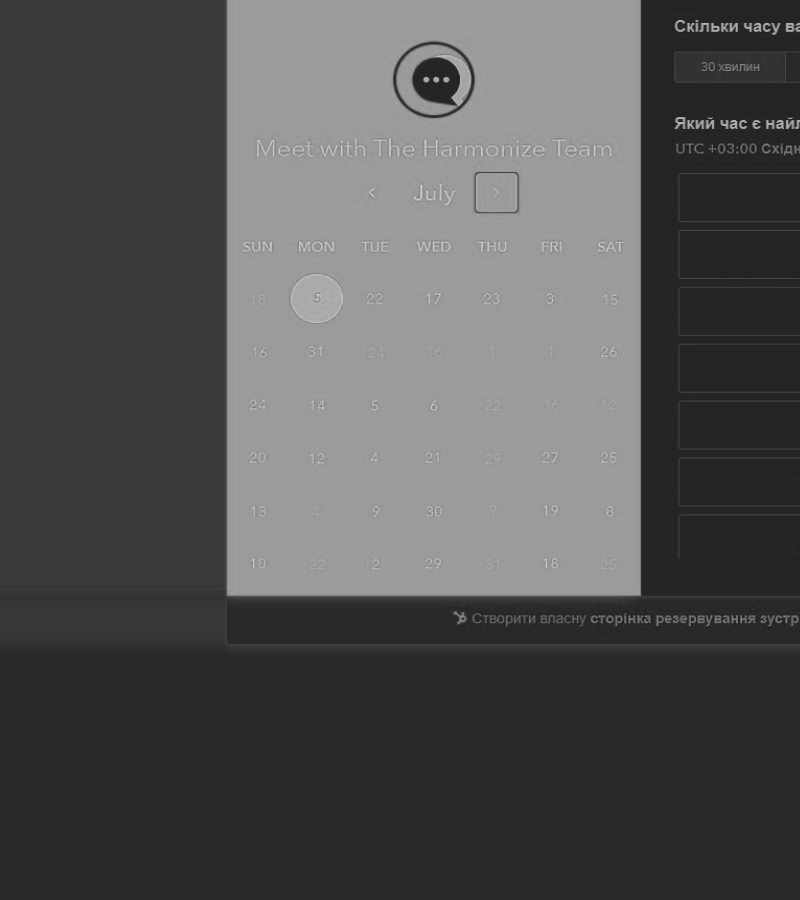 Meet with The Harmonize Team
July
SUN MON TUE WED THU FRI SAT
18 5 22 17 23 3 15
16 31 24 16 1 1 26
24 14 5 6 22 16 12
20 12 4 21 29 27 25
13 4 9 30 9 19 8
10 22 2 29 31 18 25
Скільки часу ва
30 хвилин
Який час є найл
UTC +03:00 Східн
Створити власну сторінка резервування зустр